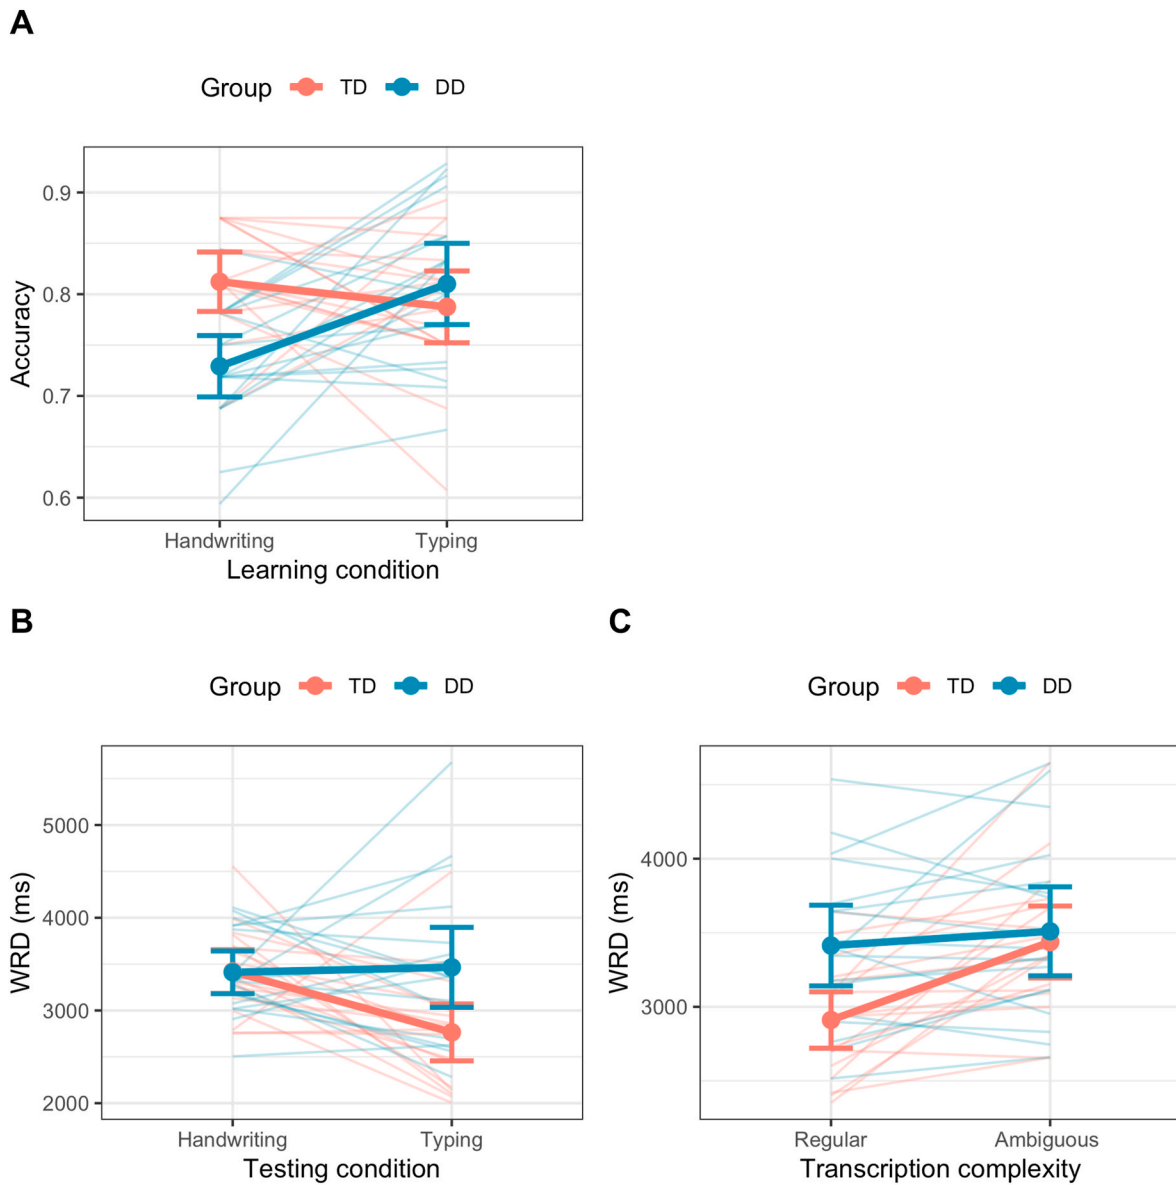 A
Group TD DD
0.9
0.8
0.7
0.6
Accuracy
Handwriting Typing
Learning condition
B
Group TD DD
5000
4000
3000
2000
WRD (ms)
Handwriting Typing
Testing condition
C
Group TD DD
4000
3000
WRD (ms)
Regular Ambiguous
Transcription complexity